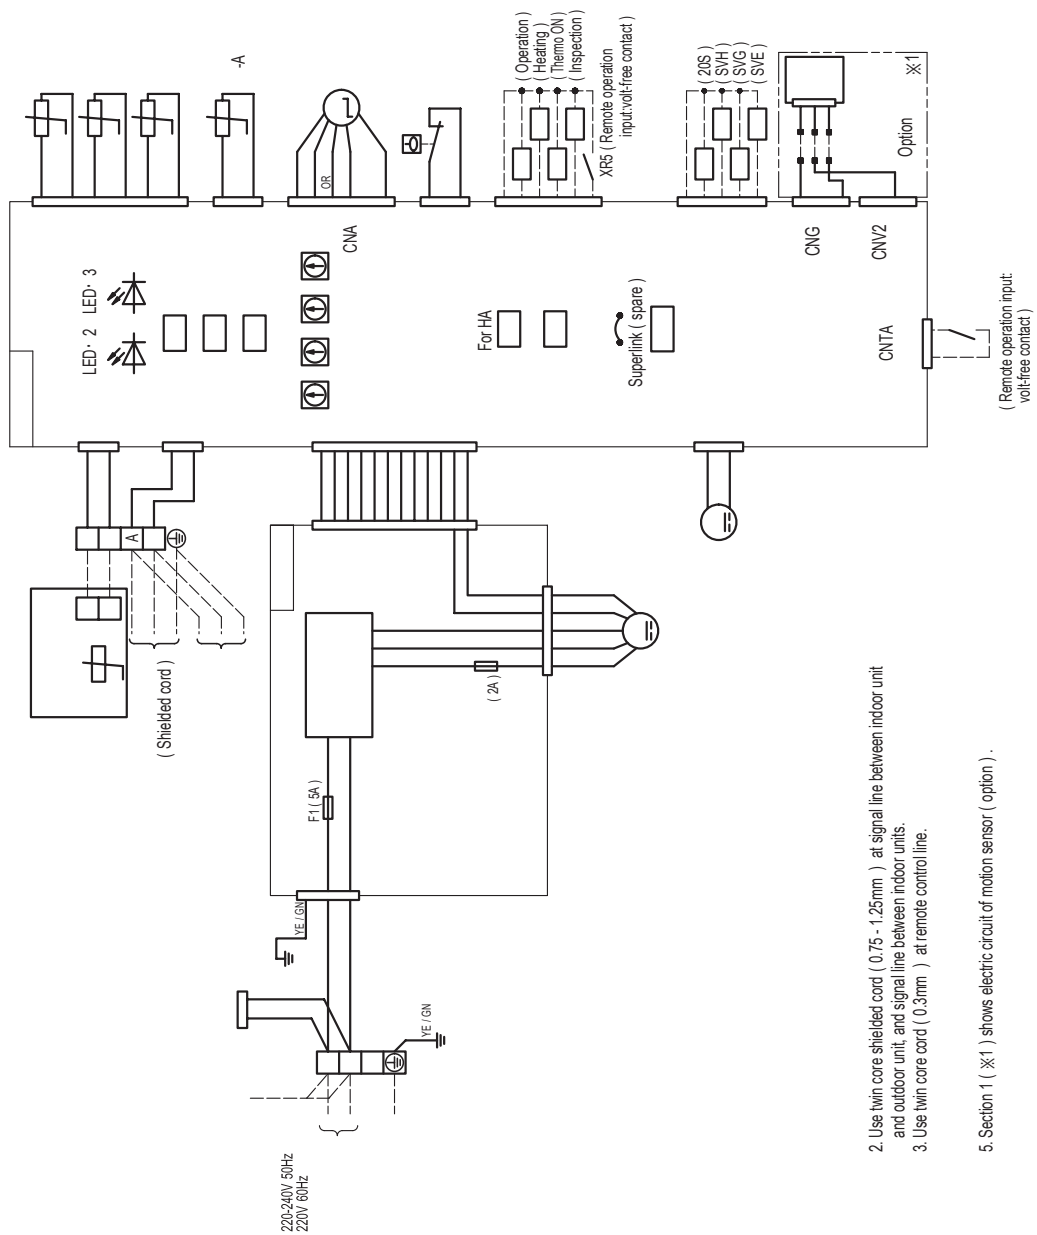 -A
( Operation )
( Heating )
( Thermo ON )
( Inspection )
XR5 ( Remote operation
input:volt-free contact )
( 20S )
( SVH )
( SVG )
( SVE )
※1
Option
OR
CNA
CNG
CNV2
LED・2
LED・3
For HA
Superlink ( spare )
CNTA
( Remote operation input:
volt-free contact )
A
( Shielded cord )
( 2A )
F1 ( 5A )
YE / GN
YE / GN
220-240V 50Hz
220V 60Hz
2. Use twin core shielded cord ( 0.75 - 1.25mm ) at signal line between indoor unit
and outdoor unit, and signal line between indoor units.
3. Use twin core cord ( 0.3mm ) at remote control line.
5. Section 1 ( ※1 ) shows electric circuit of motion sensor ( option ) .